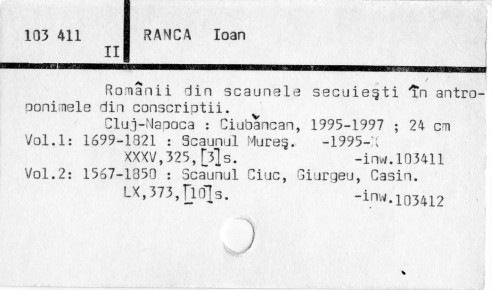 103 411 RANCA Ioan
II
Românii din scaunele secuieşti în antro-
ponimele din conscriptii.
Cluj-Napoca : Ciubăncan, 1995-1997 ; 24 cm
Vol.1: 1699-1821 : Scaunul Mureş. -1995-
XXXV,325,[3]s. -inw.103411
Vol.2: 1567-1850 : Scaunul Ciuc, Giurgeu, Casin.
LX,373,[10]s. -inw.103412